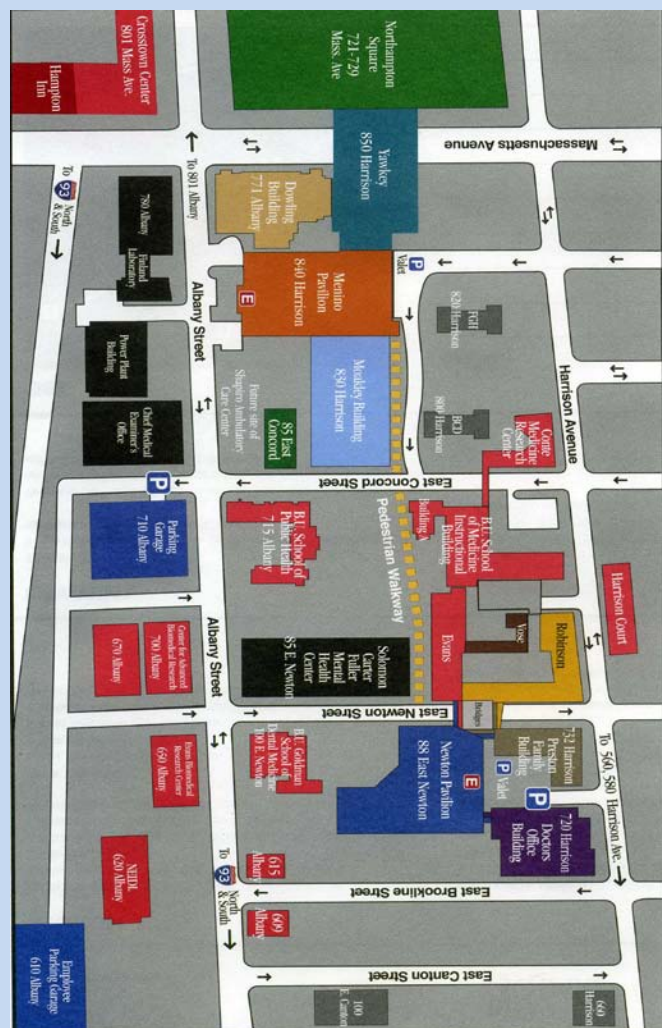 Massachusetts Avenue
Harrison Avenue
Harrison Court
To 560, 580 Harrison Ave.
660
Harrison
Northampton
Square
721-729
Mass. Ave
Yawkey
850 Harrison
Valet
P
FGH
820 Harrison
BCD
800 Harrison
Conte
Medicine
Research
Center
B.U. School
of Medicine
Instructional
Building
Building A
Robinson
Vose
Evans
Bridges
732 Harrison
Preston
Family
Building
P Valet
P
720 Harrison
Doctors
Office
Building
Newton Pavilion
88 East Newton
E
Dowling
Building
771 Albany
Menino
Pavilion
840 Harrison
E
Moakley Building
830 Harrison
85 East
Concord
Future site of
Shapiro Ambulatory
Care Center
East Concord Street
Pedestrian Walkway
B.U. School of
Public Health
715 Albany
Solomon
Carter
Fuller
Mental
Health
Center
85 E. Newton
East Newton Street
B.U. Goldman
School of
Dental Medicine
100 E. Newton
615
Albany
East Brookline Street
609
Albany
East Canton Street
100
E. Canton
Crosstown Center
801 Mass Ave.
Hampton
Inn
To 801 Albany
Albany Street
Albany Street
To 93 North
& South
To 93 North
& South
780 Albany
Finland
Laboratory
Power Plant
Building
Chief Medical
Examiner's
Office
P
Parking
Garage
710 Albany
Center for Advanced
Biomedical Research
700 Albany
670 Albany
Evans Biomedical
Research Center
650 Albany
NEIDL
620 Albany
Employee
Parking Garage
610 Albany